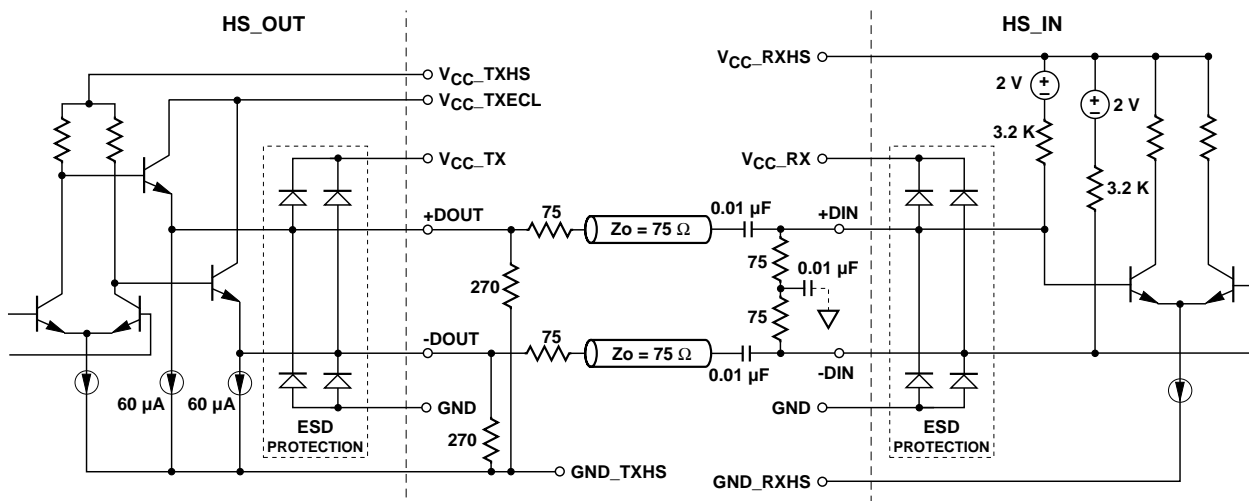 HS_OUT
HS_IN
VCC_TXHS
VCC_TXECL
VCC_TX
+DOUT
75
Zo = 75 Ω
0.01 µF
+DIN
270
75
0.01 µF
75
-DOUT
75
Zo = 75 Ω
0.01 µF
-DIN
60 µA
60 µA
GND
ESD
PROTECTION
270
GND_TXHS
VCC_RXHS
2 V
2 V
3.2 K
3.2 K
VCC_RX
GND
ESD
PROTECTION
GND_RXHS